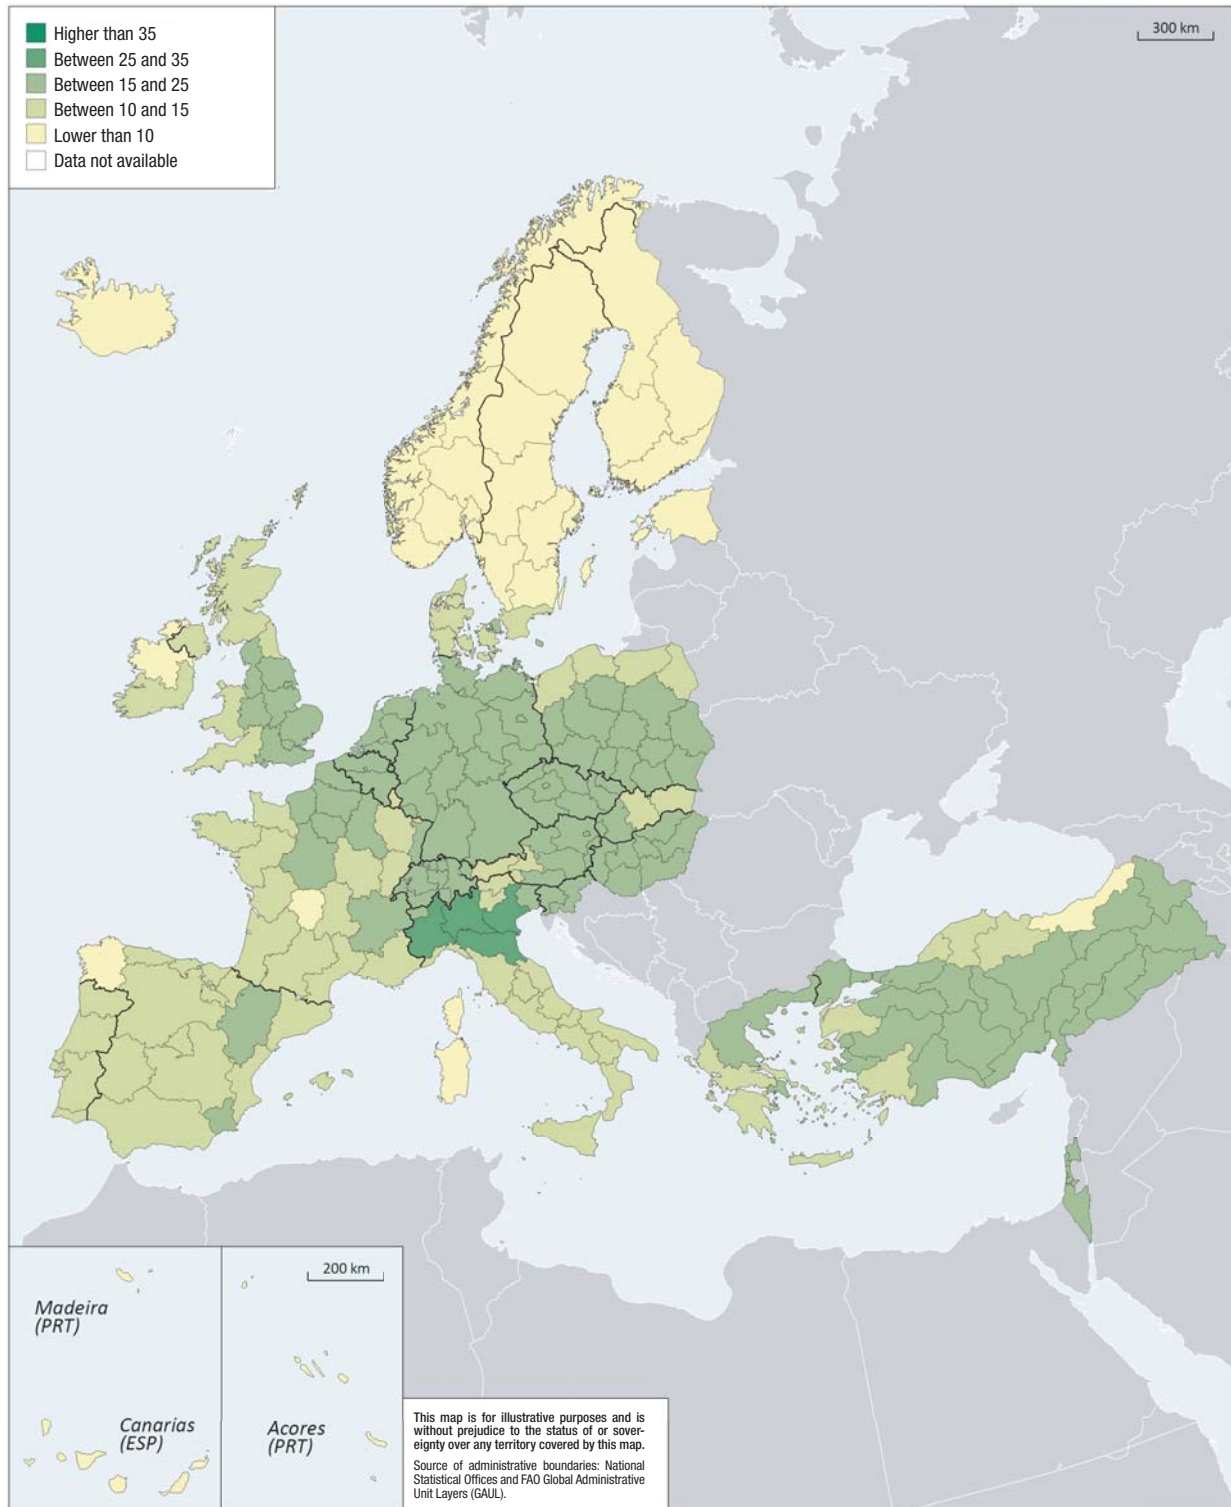 Higher than 35
Between 25 and 35
Between 15 and 25
Between 10 and 15
Lower than 10
Data not available
300 km
200 km
Madeira
(PRT)
Canarias
(ESP)
Acores
(PRT)
This map is for illustrative purposes and is
without prejudice to the status of or sover-
eignty over any territory covered by this map.
Source of administrative boundaries: National
Statistical Offices and FAO Global Administrative
Unit Layers (GAUL).